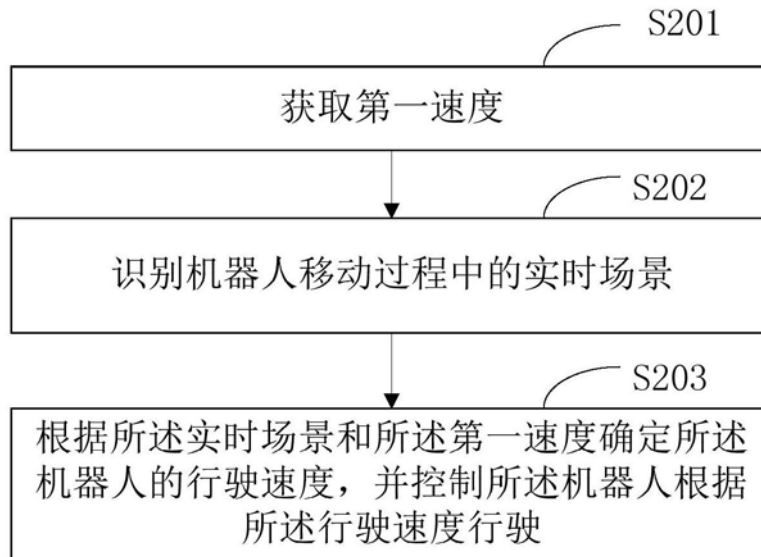 S201
获取第一速度
S202
识别机器人移动过程中的实时场景
S203
根据所述实时场景和所述第一速度确定所述
机器人的行驶速度，并控制所述机器人根据
所述行驶速度行驶